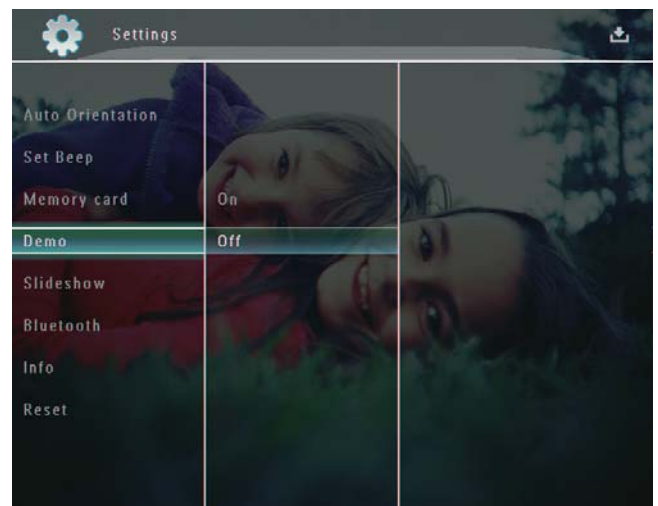 Settings
Auto Orientation
Set Beep
Memory card
On
Demo
Off
Slideshow
Bluetooth
Info
Reset